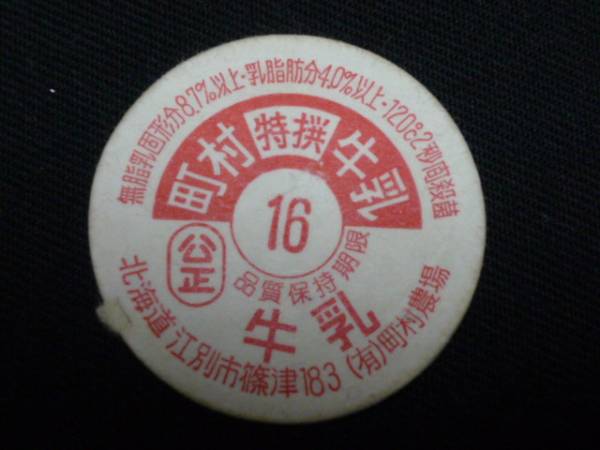 無脂乳固形分8.7%以上・乳脂肪分4.0%以上・120℃2秒間殺菌
町村 特撰 牛乳
16
公正
品質保持期限
牛乳
北海道江別市篠津183 (有)町村農場